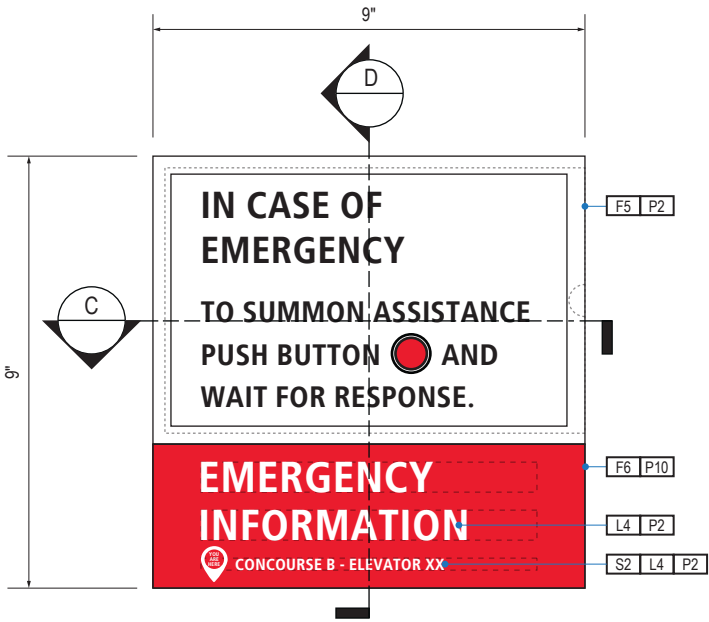 9"
D
IN CASE OF
EMERGENCY
F5 P2
C
TO SUMMON ASSISTANCE
PUSH BUTTON AND
WAIT FOR RESPONSE.
9"
EMERGENCY
F6 P10
INFORMATION
L4 P2
YOU
ARE
HERE
CONCOURSE B - ELEVATOR XX
S2 L4 P2